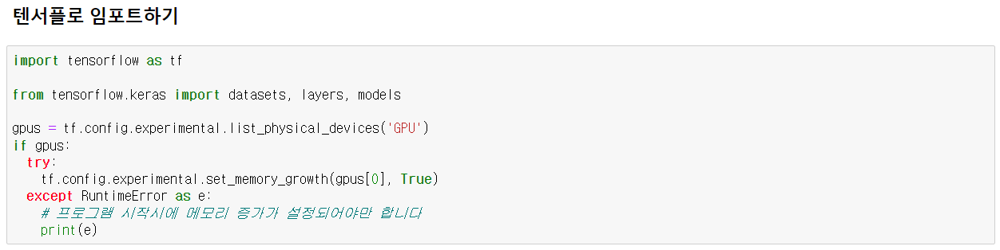 텐서플로 임포트하기
import tensorflow as tf
from tensorflow.keras import datasets, layers, models
gpus = tf.config.experimental.list_physical_devices('GPU')
if gpus:
  try:
    tf.config.experimental.set_memory_growth(gpus[0], True)
  except RuntimeError as e:
    # 프로그램 시작시에 메모리 증가가 설정되어야만 합니다
    print(e)